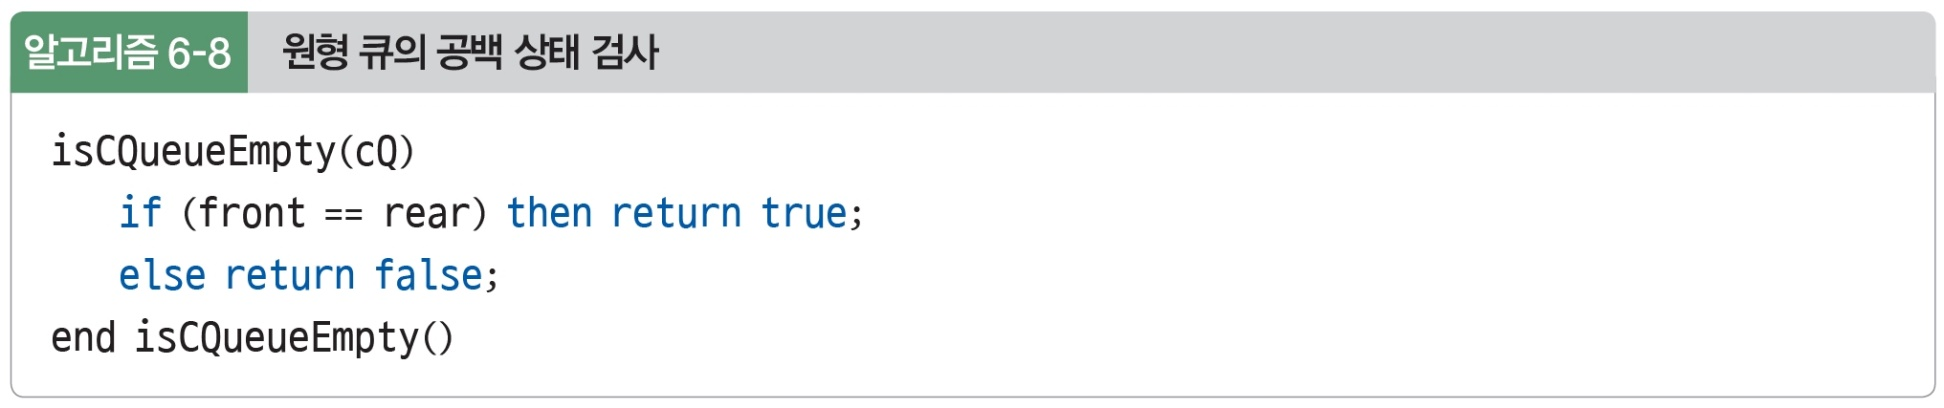 알고리즘 6-8 원형 큐의 공백 상태 검사
isCQueueEmpty(cQ)
if (front == rear) then return true;
else return false;
end isCQueueEmpty()